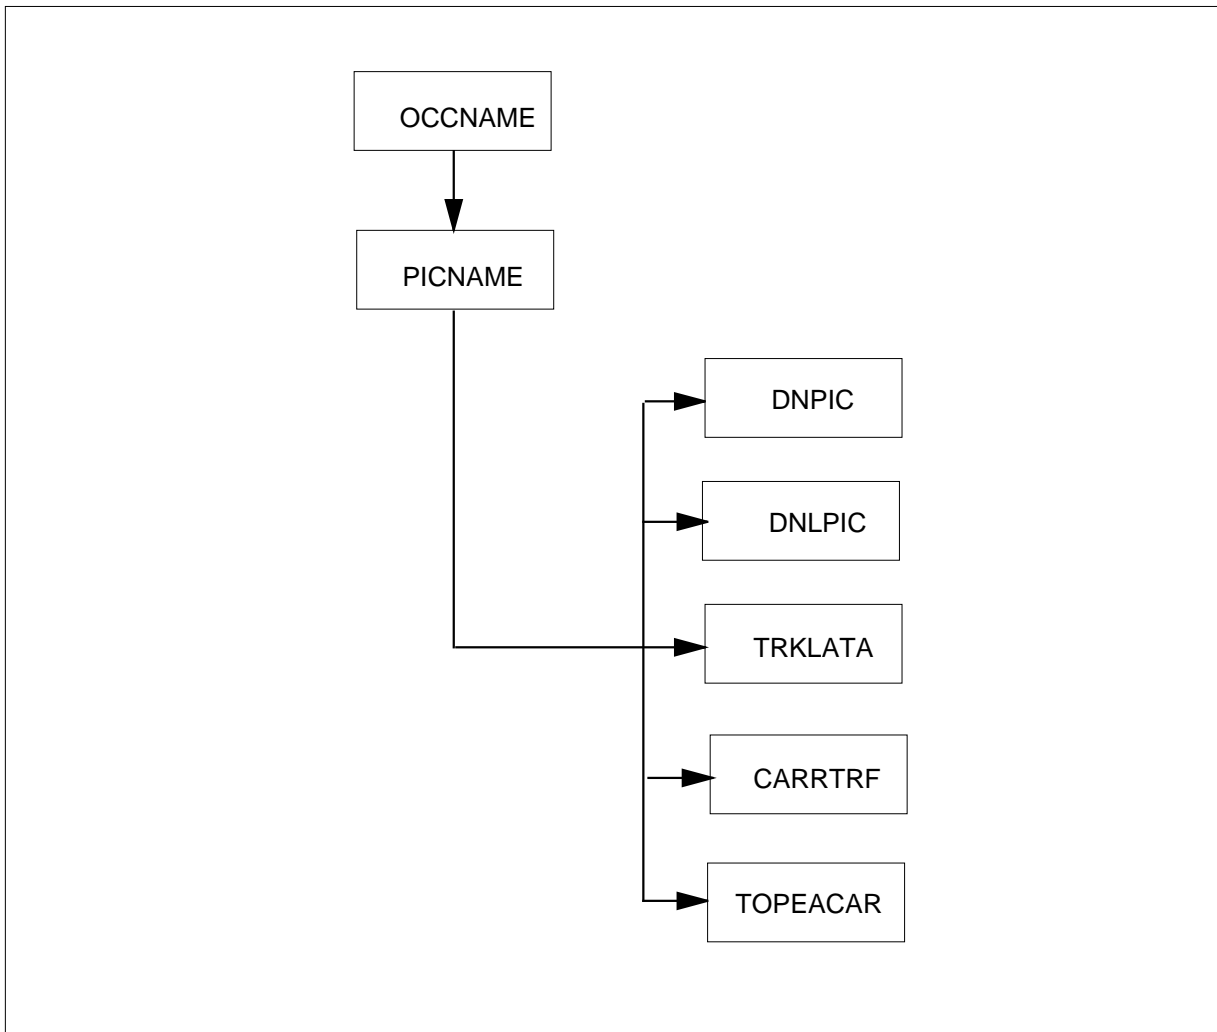 OCCNAME
PICNAME
DNPIC
DNLPIC
TRKLATA
CARRTRF
TOPEACAR